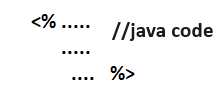 <% ..... //java code
.....
.... %>